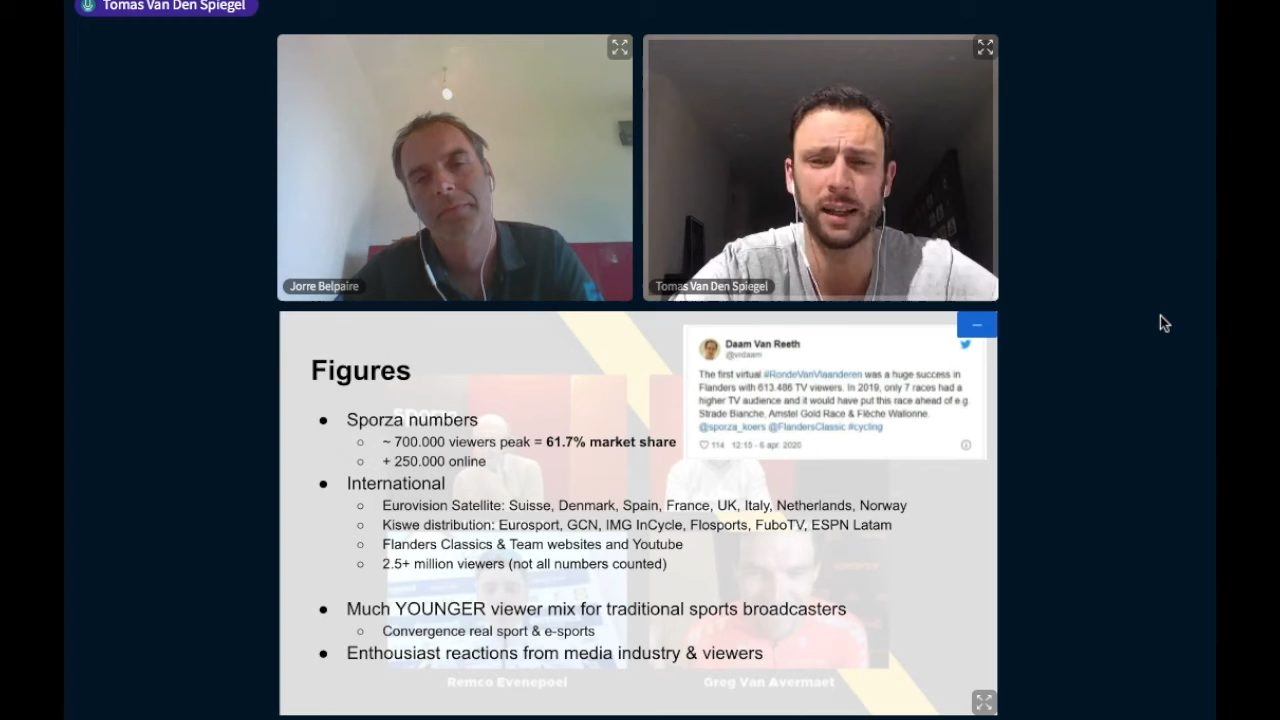 Tomas Van Den Spiegel
Jorre Belpaire
Tomas Van Den Spiegel
Figures
Daam Van Reeth
@vrdaam
The first virtual #RondeVanVlaanderen was a huge success in
Flanders with 613.486 TV viewers. In 2019, only 7 races had a
higher TV audience and it would have put this race ahead of e.g.
Strade Bianche, Amstel Gold Race & Flèche Wallonne.
@sporza_koers @FlandersClassic #cycling
114 12:15 - 6 apr. 2020
● Sporza numbers
○ ~ 700.000 viewers peak = 61.7% market share
○ + 250.000 online
● International
○ Eurovision Satellite: Suisse, Denmark, Spain, France, UK, Italy, Netherlands, Norway
○ Kiswe distribution: Eurosport, GCN, IMG InCycle, Flosports, FuboTV, ESPN Latam
○ Flanders Classics & Team websites and Youtube
○ 2.5+ million viewers (not all numbers counted)
● Much YOUNGER viewer mix for traditional sports broadcasters
○ Convergence real sport & e-sports
● Enthusiast reactions from media industry & viewers
Remco Evenepoel
Greg Van Avermaet